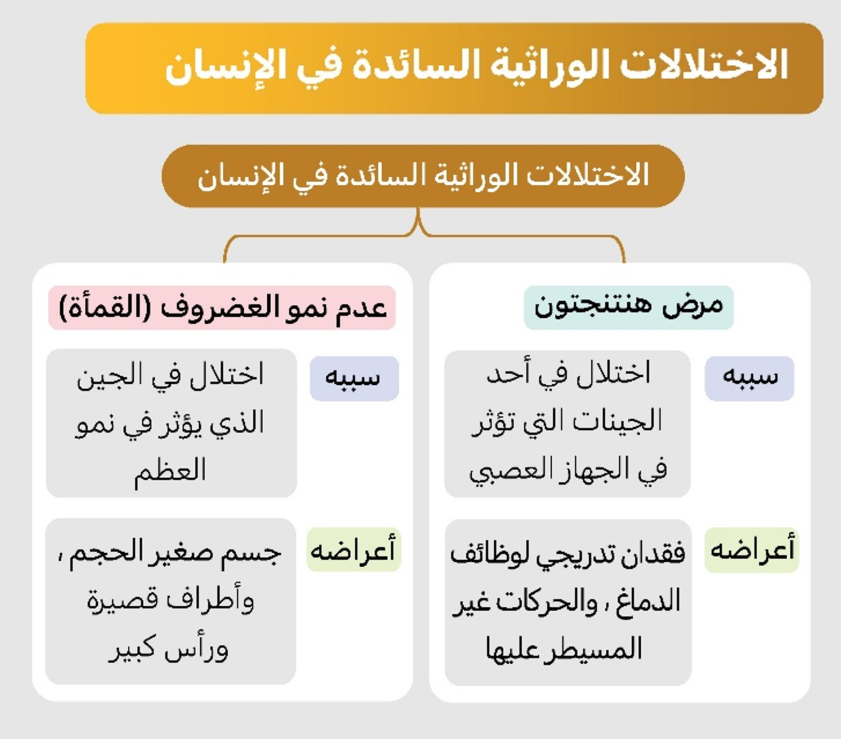 الاختلالات الوراثية السائدة في الإنسان
الاختلالات الوراثية السائدة في الإنسان
مرض هنتنجتون
سببه
اختلال في أحد
الجينات التي تؤثر
في الجهاز العصبي
أعراضه
فقدان تدريجي لوظائف
الدماغ ، والحركات غير
المسيطر عليها
عدم نمو الغضروف (القمأة)
سببه
اختلال في الجين
الذي يؤثر في نمو
العظم
أعراضه
جسم صغير الحجم ،
وأطراف قصيرة
ورأس كبير